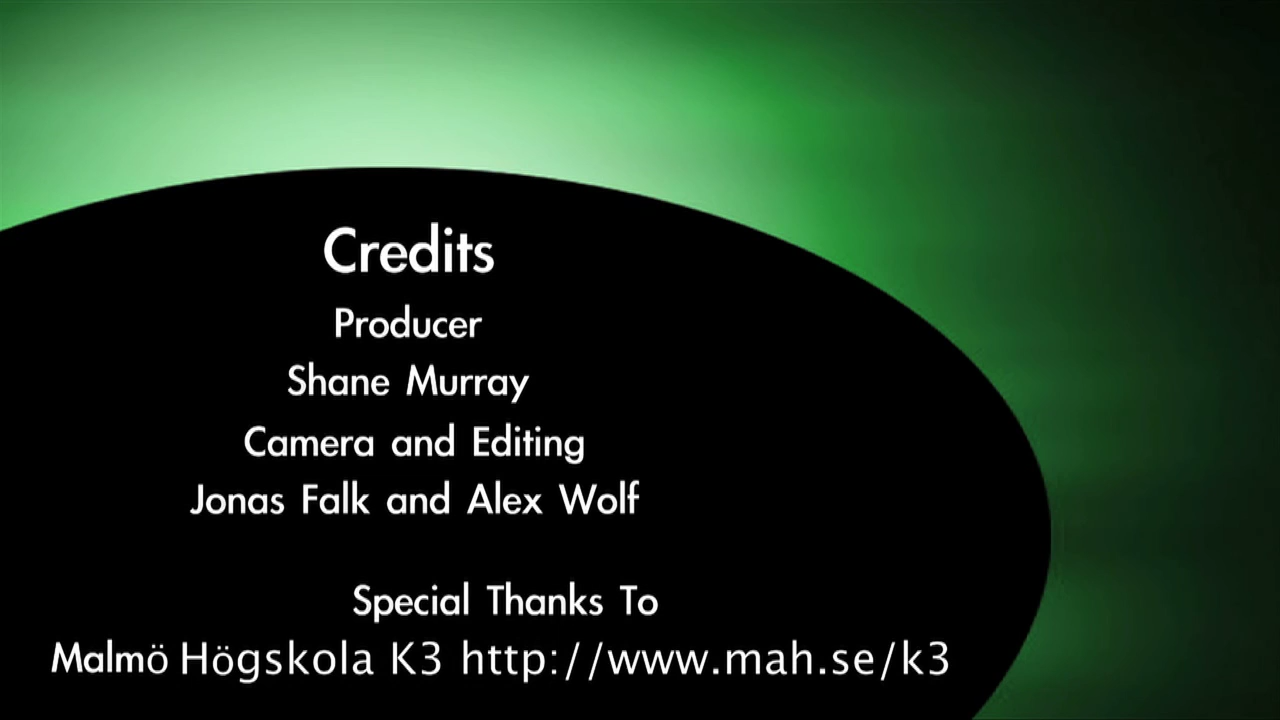 Credits
Producer
Shane Murray
Camera and Editing
Jonas Falk and Alex Wolf
Special Thanks To
Malmö Högskola K3 http://www.mah.se/k3